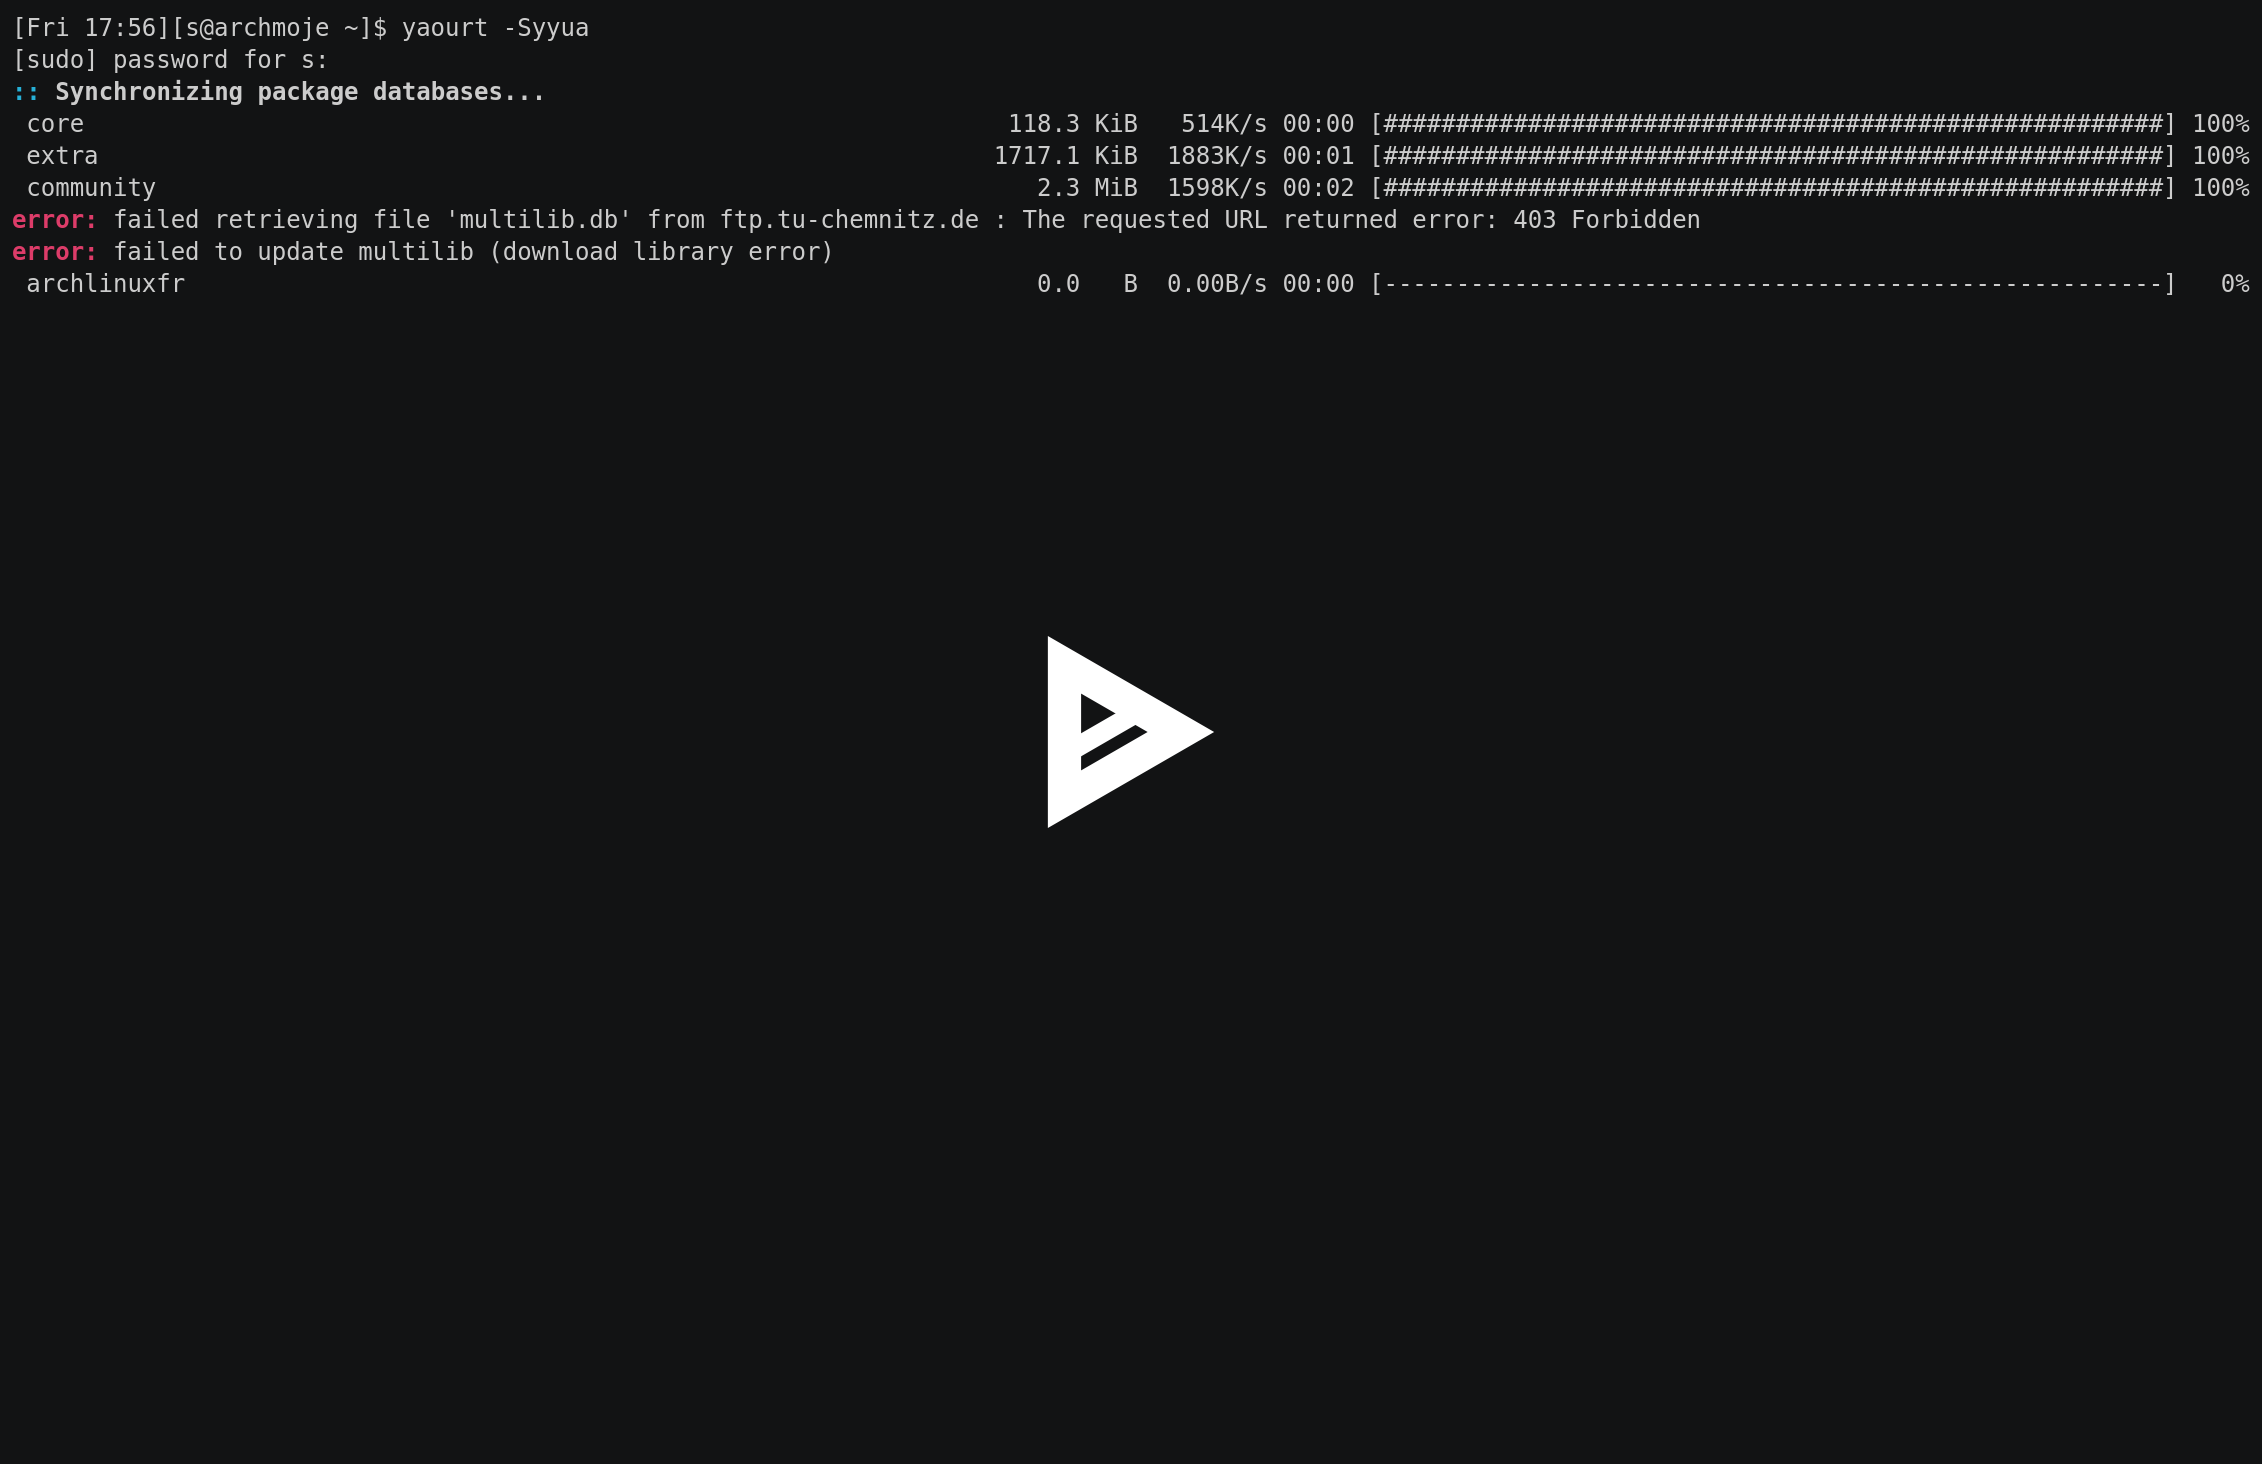 [Fri 17:56][s@archmoje ~]$ yaourt -Syyua
[sudo] password for s:
:: Synchronizing package databases...
 core 118.3 KiB 514K/s 00:00 [######################################################] 100%
 extra 1717.1 KiB 1883K/s 00:01 [######################################################] 100%
 community 2.3 MiB 1598K/s 00:02 [######################################################] 100%
error: failed retrieving file 'multilib.db' from ftp.tu-chemnitz.de : The requested URL returned error: 403 Forbidden
error: failed to update multilib (download library error)
 archlinuxfr 0.0 B 0.00B/s 00:00 [------------------------------------------------------] 0%